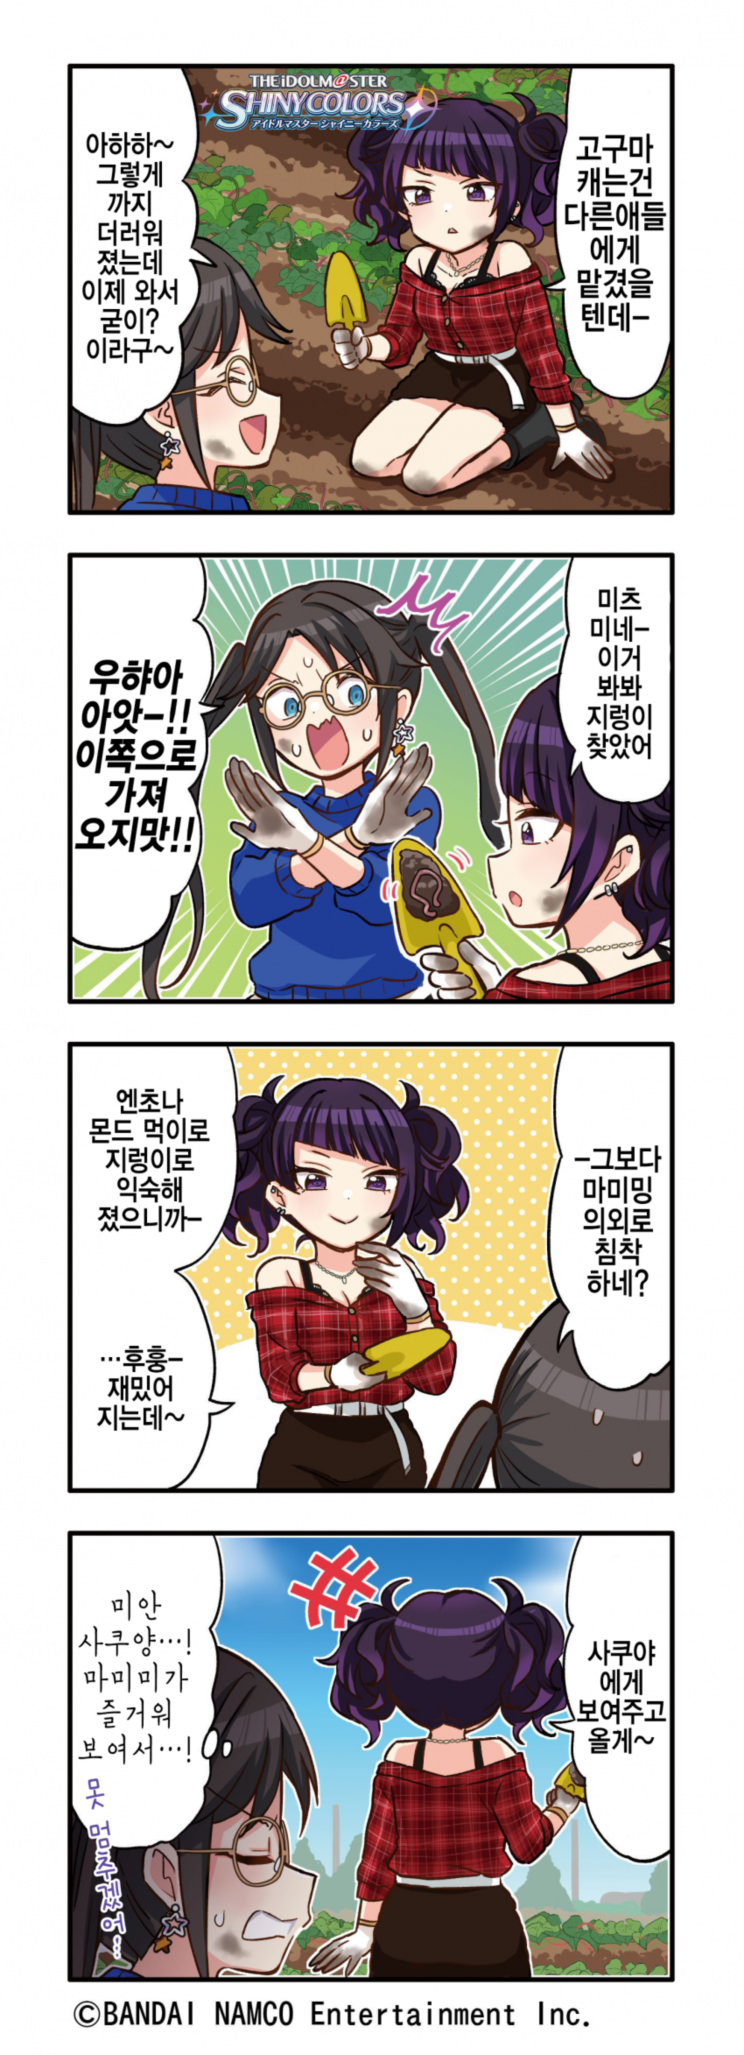 THE iDOLM@STER
SHINYCOLORS
アイドルマスター シャイニーカラーズ
고구마
캐는건
다른애들
에게
맡겼을
텐데-
아하하~
그렇게
까지
더러워
졌는데
이제 와서
굳이?
이라구~
미츠
미네-
이거
봐봐
지렁이
찾았어
우햐아
아앗-!!
이쪽으로
가져
오지맛!!
-그보다
마미밍
의외로
침착
하네?
엔초나
몬드 먹이로
지렁이로
익숙해
졌으니까-
…후훙-
재밌어
지는데~
사쿠야
에게
보여주고
올게~
미안
사쿠양…!
마미미가
즐거워
보여서…!
못 멈추겠어…
©BANDAI NAMCO Entertainment Inc.